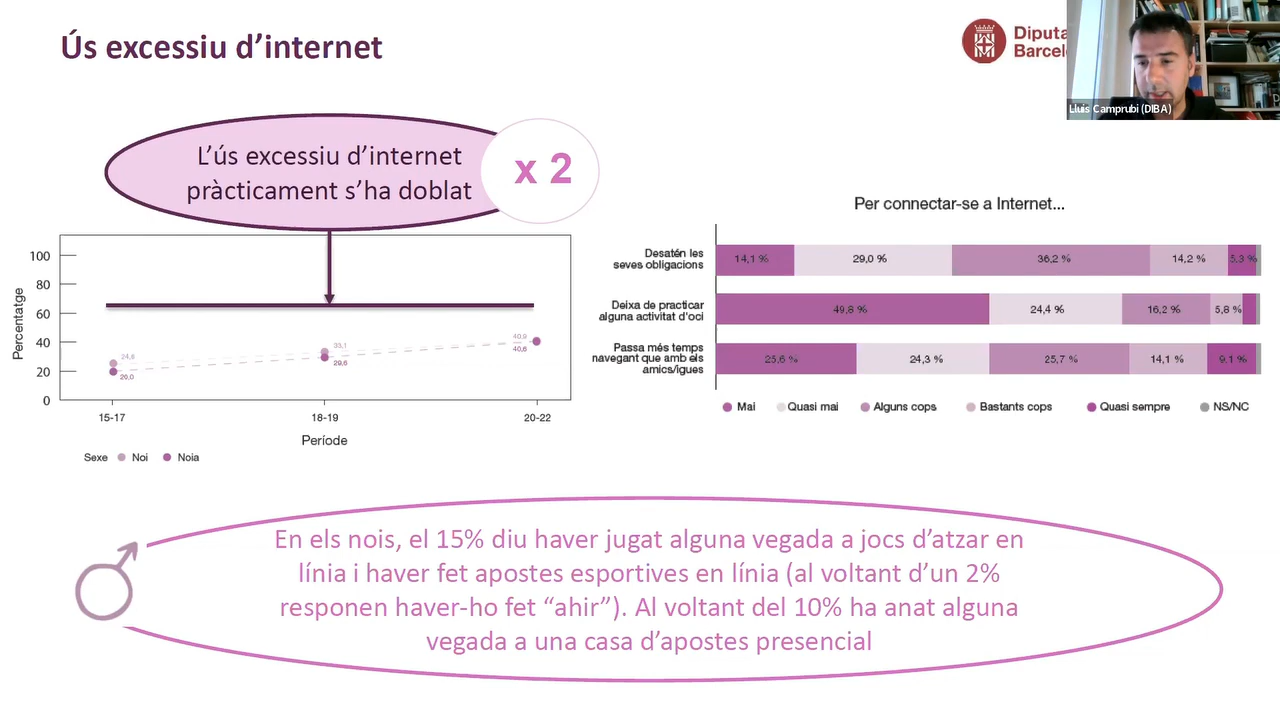 Ús excessiu d’internet
Diputa
Barcel
Lluís Camprubí (DIBA)
L’ús excessiu d’internet
pràcticament s’ha doblat
x 2
Percentatge
100
80
60
40
20
0
24,8
20,0
33,1
29,6
40,9
40,6
15-17
18-19
20-22
Període
Sexe
Noi
Noia
Per connectar-se a Internet...
Desatén les
seves obligacions
14,1 %
29,0 %
36,2 %
14,2 %
5,3 %
Deixa de practicar
alguna activitat d'oci
49,8 %
24,4 %
16,2 %
5,8 %
Passa més temps
navegant que amb els
amics/igues
25,6 %
24,3 %
25,7 %
14,1 %
9,1 %
Mai
Quasi mai
Alguns cops
Bastants cops
Quasi sempre
NS/NC
En els nois, el 15% diu haver jugat alguna vegada a jocs d’atzar en
línia i haver fet apostes esportives en línia (al voltant d’un 2%
responen haver-ho fet “ahir”). Al voltant del 10% ha anat alguna
vegada a una casa d’apostes presencial